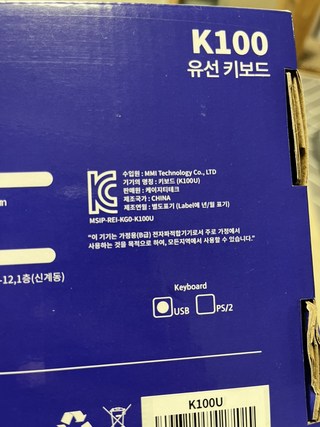 K100
유선 키보드
수입원 : MMI Technology Co., LTD
기기의 명칭 : 키보드 (K100U)
판매원 : 케이지티테크
제조국가 : CHINA
제조연월 : 별도표기 (Label에 년/월 표기)
MSIP-REI-KG0-K100U
"이 기기는 가정용(B급) 전자파적합기기로서 주로 가정에서
사용하는 것을 목적으로 하며, 모든지역에서 사용할 수 있습니다."
-12,1층(신계동)
Keyboard
USB PS/2
K100U